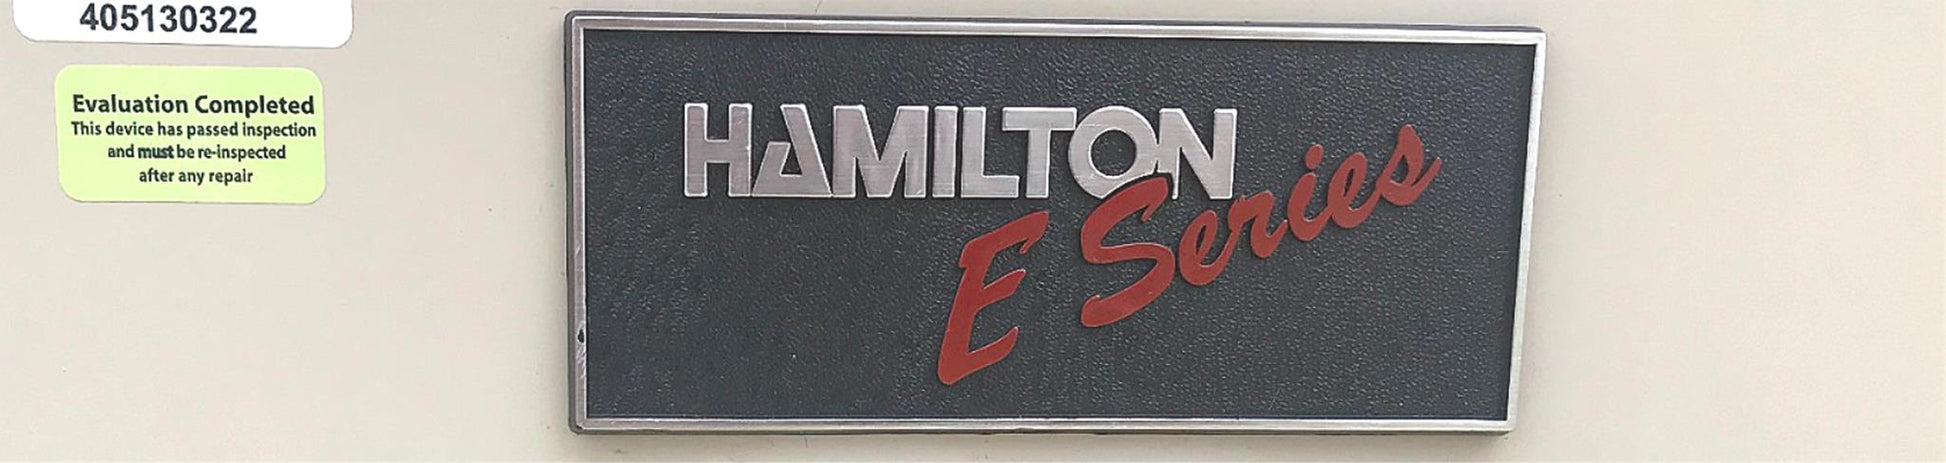 405130322
Evaluation Completed
This device has passed inspection
and must be re-inspected
after any repair
HAMILTON
E Series